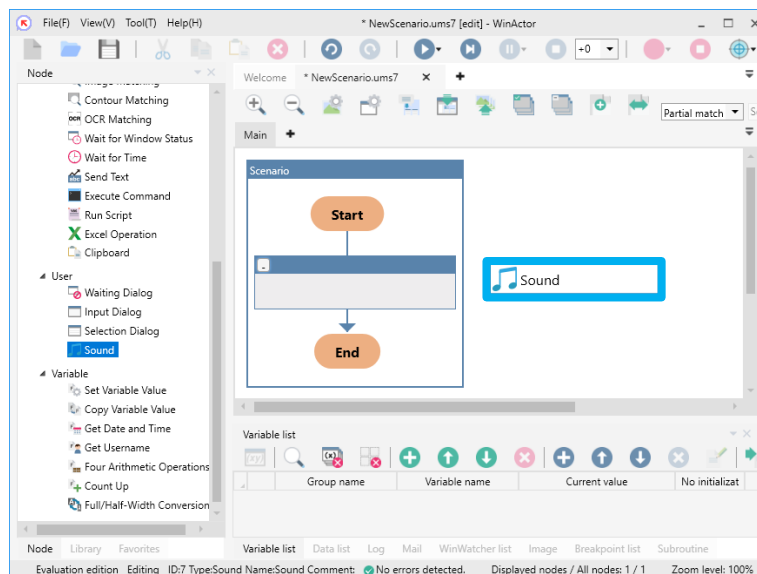 File(F) View(V) Tool(T) Help(H)
* NewScenario.ums7 [edit] - WinActor
+0
Node
Contour Matching
OCR OCR Matching
Wait for Window Status
Wait for Time
Send Text
Execute Command
Run Script
Excel Operation
Clipboard
User
Waiting Dialog
Input Dialog
Selection Dialog
Sound
Variable
Set Variable Value
Copy Variable Value
Get Date and Time
Get Username
Four Arithmetic Operations
Count Up
Full/Half-Width Conversion
Node Library Favorites
Welcome * NewScenario.ums7
Partial match
Main
Scenario
Start
End
Sound
Variable list
Group name Variable name Current value No initializat
Variable list Data list Log Mail WinWatcher list Image Breakpoint list Subroutine
Evaluation edition Editing ID:7 Type:Sound Name:Sound Comment: No errors detected. Displayed nodes / All nodes: 1 / 1 Zoom level: 100%